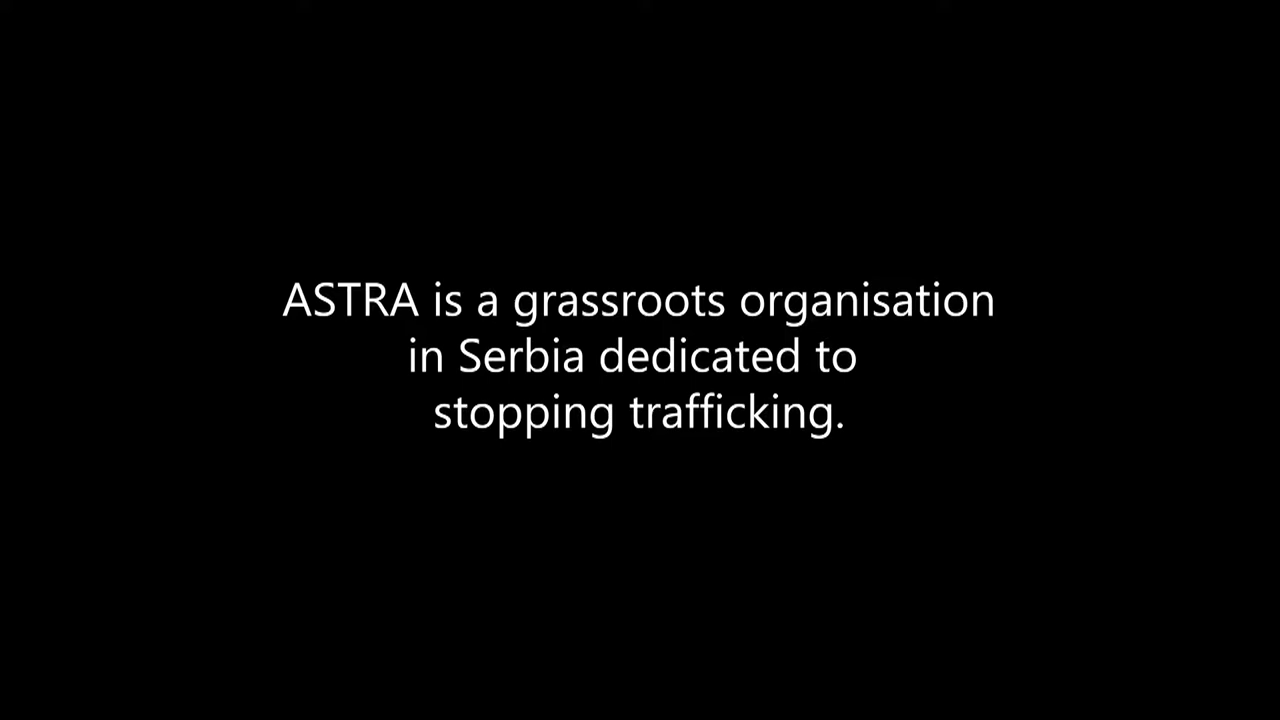 ASTRA is a grassroots organisation
in Serbia dedicated to
stopping trafficking.